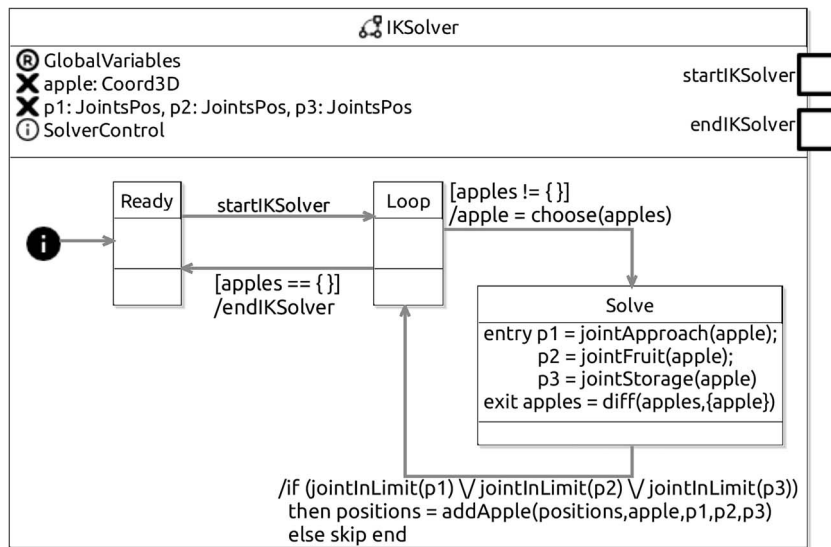 IKSolver
R GlobalVariables
apple: Coord3D
p1: JointsPos, p2: JointsPos, p3: JointsPos
i SolverControl
startIKSolver
endIKSolver
i
Ready
startIKSolver
Loop
[apples == { }]
/endIKSolver
[apples != { }]
/apple = choose(apples)
Solve
entry p1 = jointApproach(apple);
p2 = jointFruit(apple);
p3 = jointStorage(apple)
exit apples = diff(apples,{apple})
/if (jointInLimit(p1) \/ jointInLimit(p2) \/ jointInLimit(p3))
then positions = addApple(positions,apple,p1,p2,p3)
else skip end